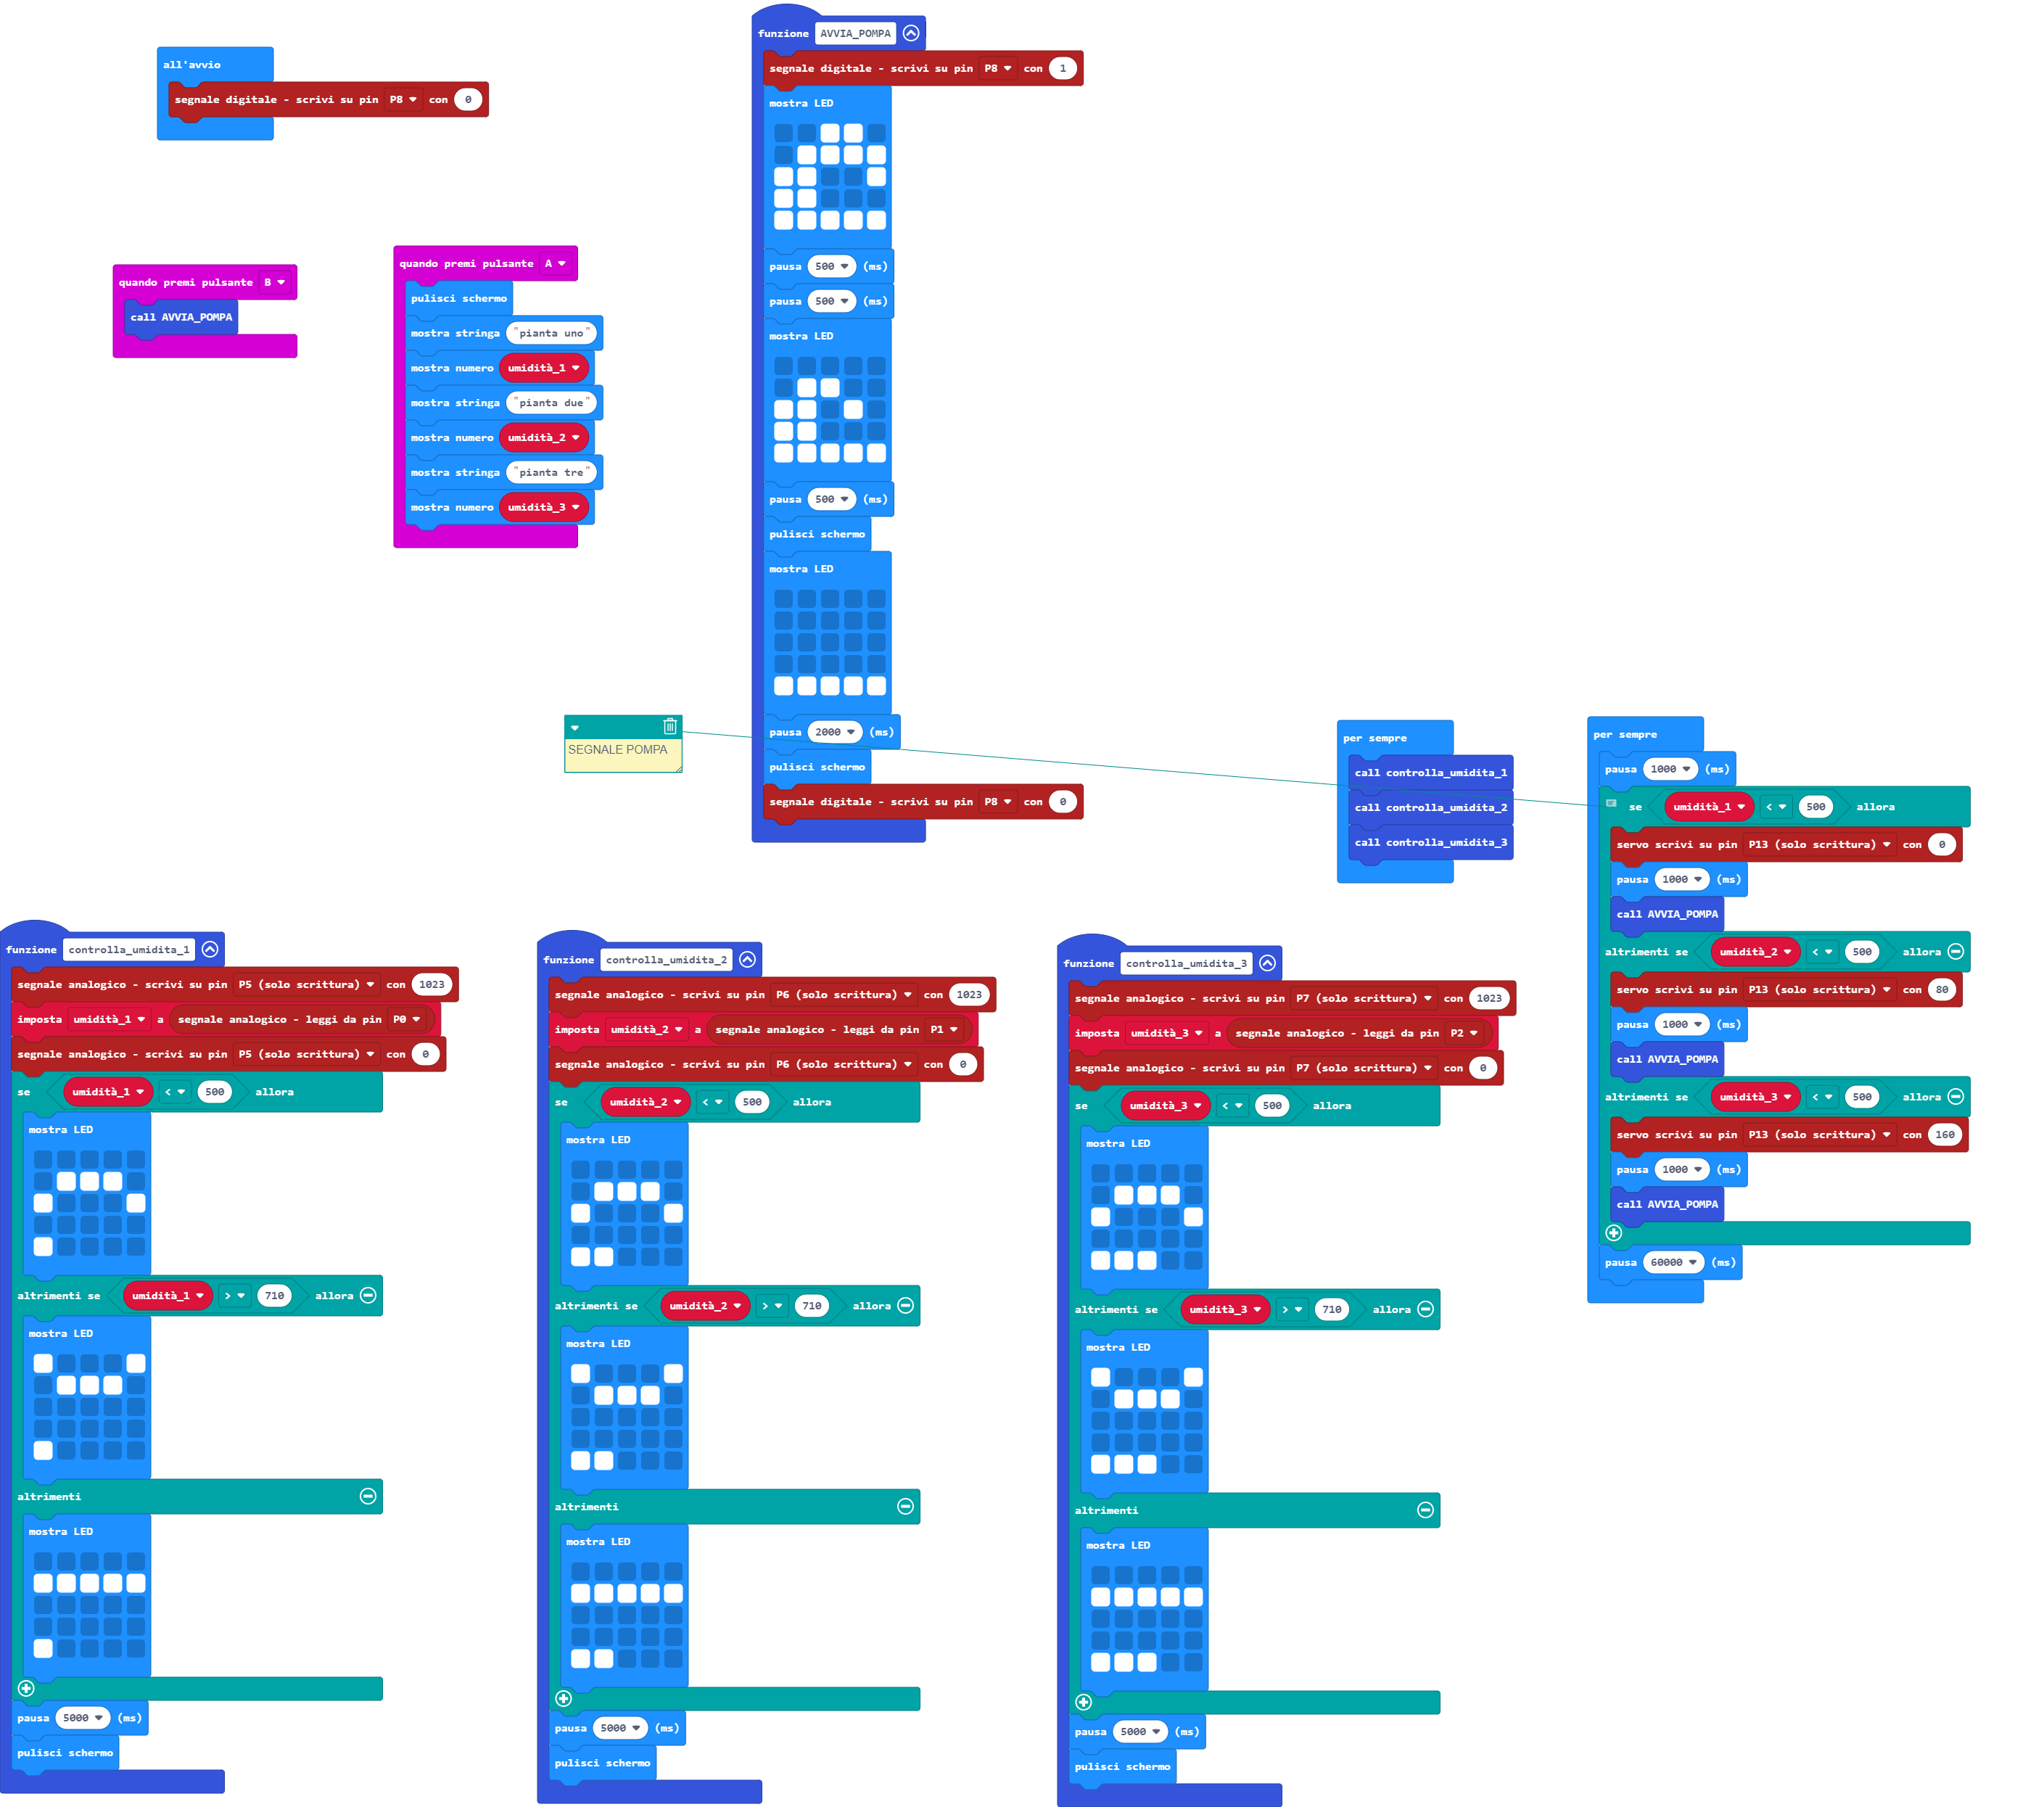 all'avvio
segnale digitale - scrivi su pin P8 con 0
quando premi pulsante B
call AVVIA_POMPA
quando premi pulsante A
pulisci schermo
mostra stringa "pianta uno"
mostra numero umidità_1
mostra stringa "pianta due"
mostra numero umidità_2
mostra stringa "pianta tre"
mostra numero umidità_3
funzione AVVIA_POMPA
segnale digitale - scrivi su pin P8 con 1
mostra LED
pausa 500 (ms)
pausa 500 (ms)
mostra LED
pausa 500 (ms)
pulisci schermo
mostra LED
pausa 2000 (ms)
pulisci schermo
segnale digitale - scrivi su pin P8 con 0
SEGNALE POMPA
per sempre
call controlla_umidita_1
call controlla_umidita_2
call controlla_umidita_3
per sempre
pausa 1000 (ms)
se umidità_1 < 500 allora
servo scrivi su pin P13 (solo scrittura) con 0
pausa 1000 (ms)
call AVVIA_POMPA
altrimenti se umidità_2 < 500 allora
servo scrivi su pin P13 (solo scrittura) con 80
pausa 1000 (ms)
call AVVIA_POMPA
altrimenti se umidità_3 < 500 allora
servo scrivi su pin P13 (solo scrittura) con 160
pausa 1000 (ms)
call AVVIA_POMPA
pausa 60000 (ms)
funzione controlla_umidita_1
segnale analogico - scrivi su pin P5 (solo scrittura) con 1023
imposta umidità_1 a segnale analogico - leggi da pin P0
segnale analogico - scrivi su pin P5 (solo scrittura) con 0
se umidità_1 < 500 allora
mostra LED
altrimenti se umidità_1 > 710 allora
mostra LED
altrimenti
mostra LED
pausa 5000 (ms)
pulisci schermo
funzione controlla_umidita_2
segnale analogico - scrivi su pin P6 (solo scrittura) con 1023
imposta umidità_2 a segnale analogico - leggi da pin P1
segnale analogico - scrivi su pin P6 (solo scrittura) con 0
se umidità_2 < 500 allora
mostra LED
altrimenti se umidità_2 > 710 allora
mostra LED
altrimenti
mostra LED
pausa 5000 (ms)
pulisci schermo
funzione controlla_umidita_3
segnale analogico - scrivi su pin P7 (solo scrittura) con 1023
imposta umidità_3 a segnale analogico - leggi da pin P2
segnale analogico - scrivi su pin P7 (solo scrittura) con 0
se umidità_3 < 500 allora
mostra LED
altrimenti se umidità_3 > 710 allora
mostra LED
altrimenti
mostra LED
pausa 5000 (ms)
pulisci schermo